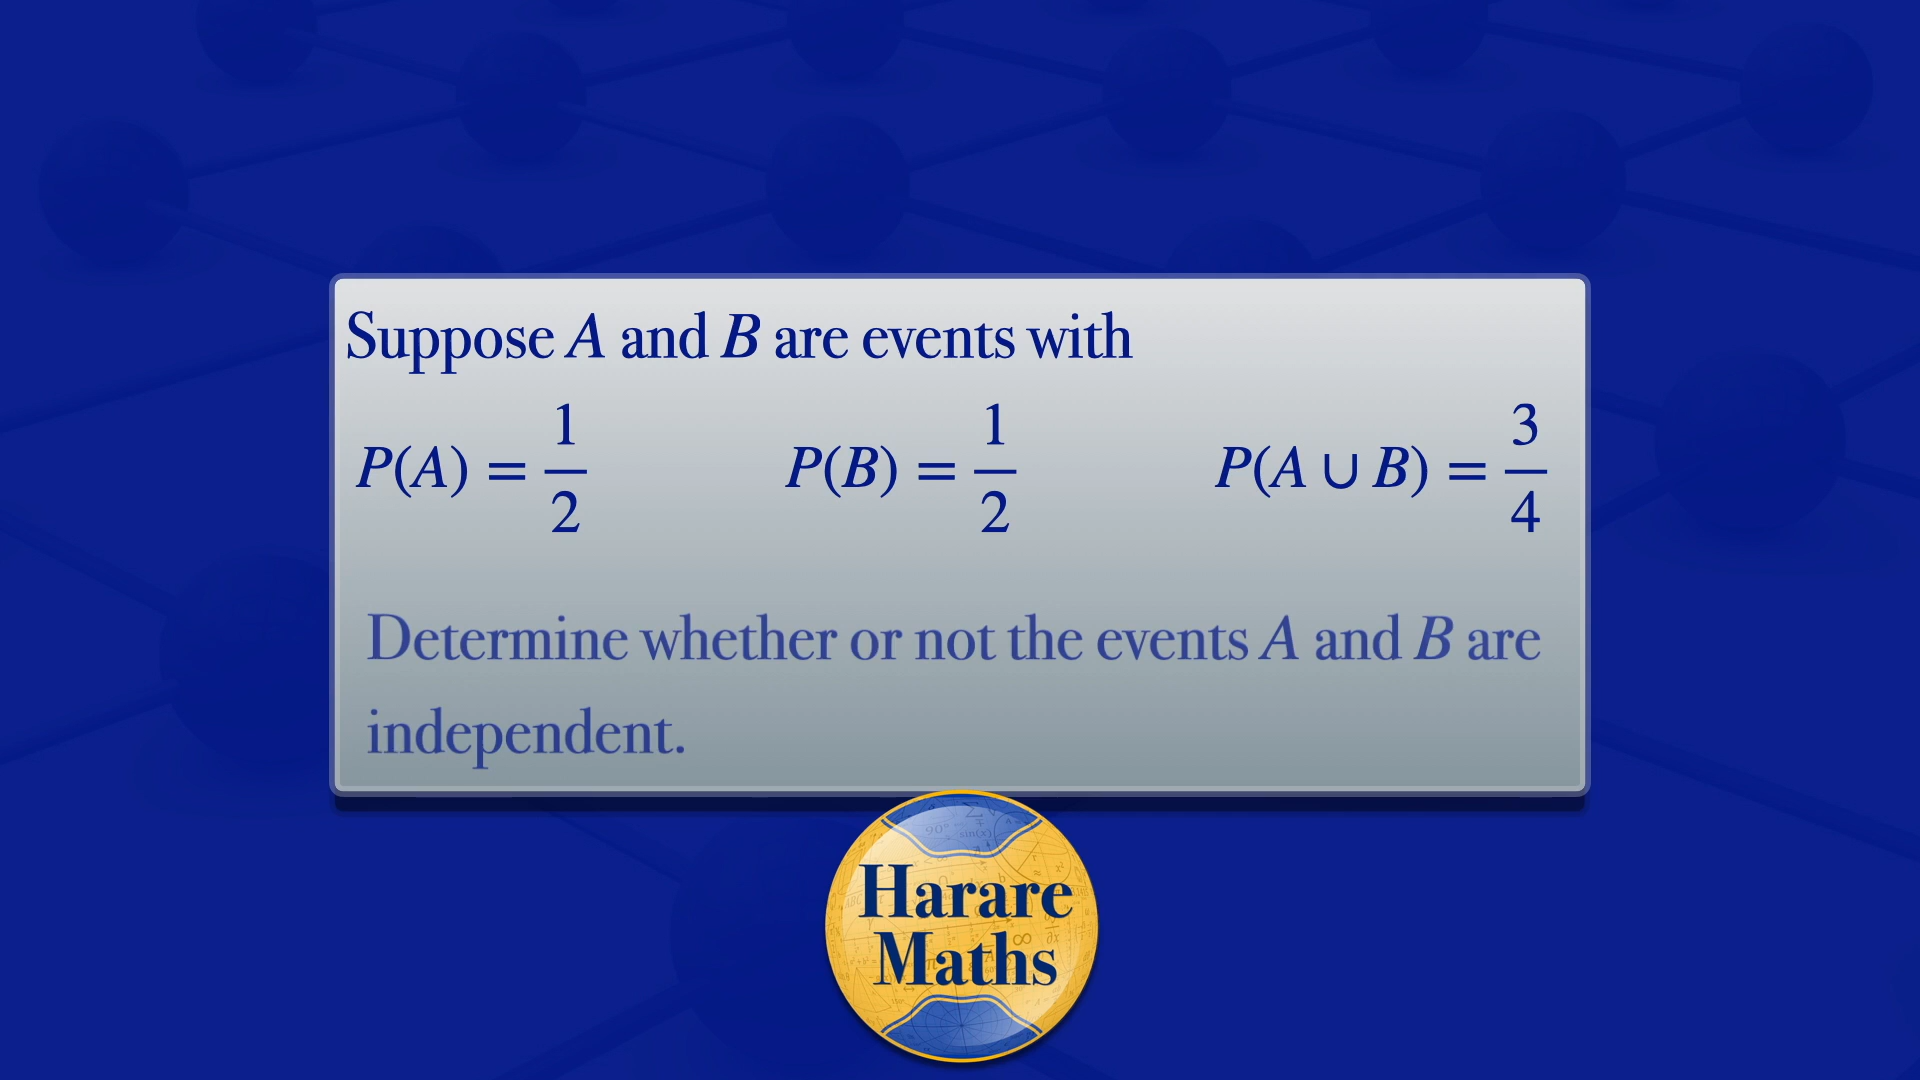 Suppose A and B are events with
P(A) = 1/2 P(B) = 1/2 P(A ∪ B) = 3/4
Determine whether or not the events A and B are
independent.
Harare
Maths